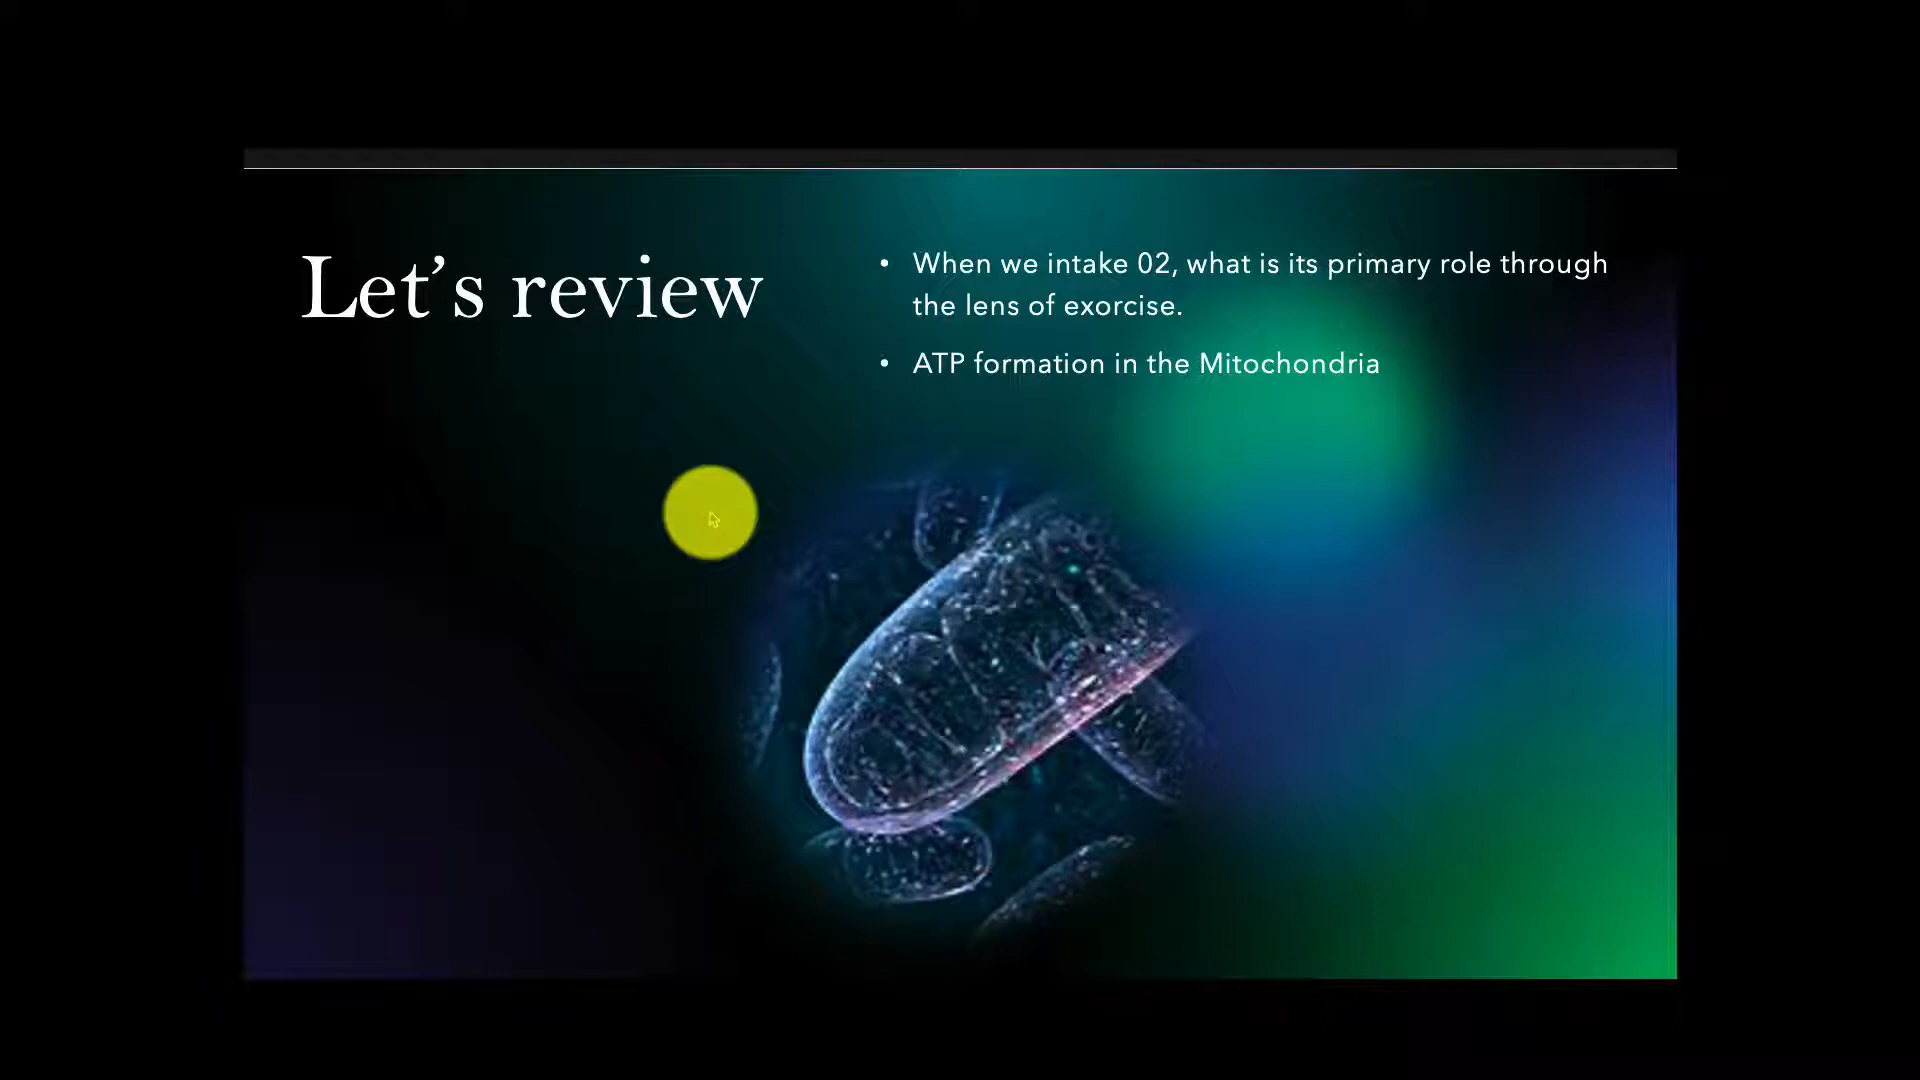 Let's review
• When we intake 02, what is its primary role through
the lens of exorcise.
• ATP formation in the Mitochondria